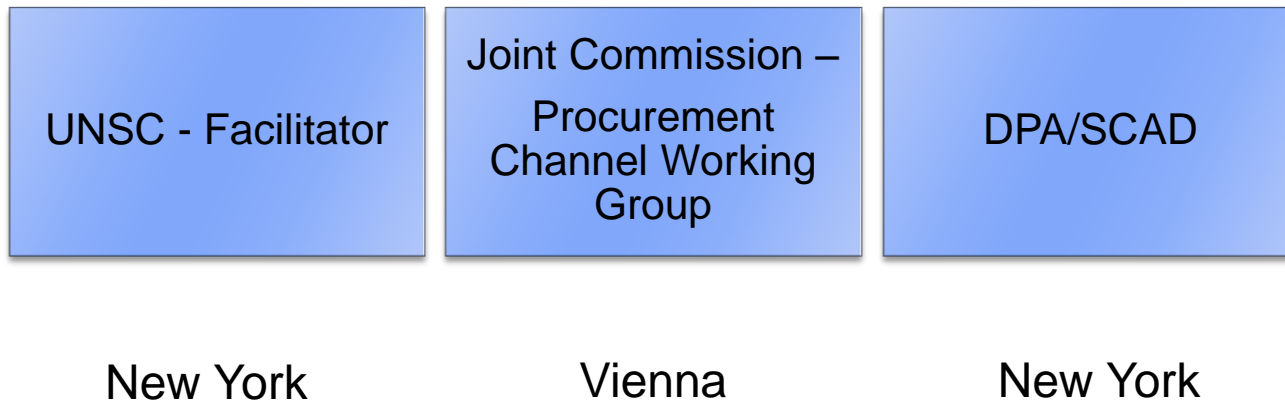 UNSC - Facilitator
Joint Commission –
Procurement
Channel Working
Group
DPA/SCAD
New York
Vienna
New York